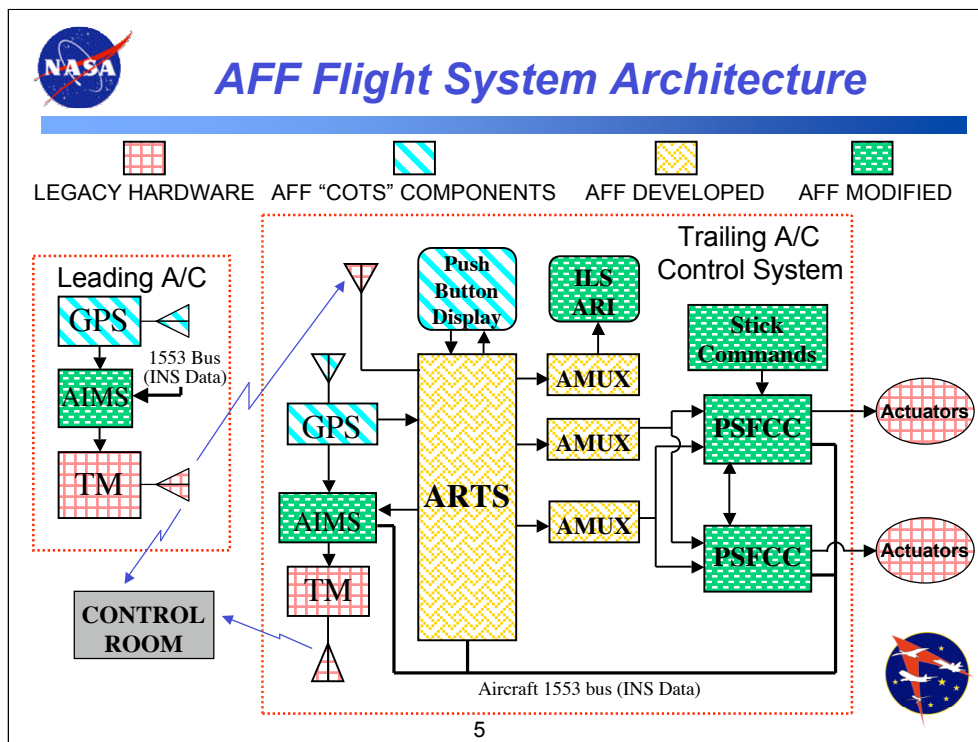 NASA
AFF Flight System Architecture
LEGACY HARDWARE
AFF “COTS” COMPONENTS
AFF DEVELOPED
AFF MODIFIED
Leading A/C
GPS
1553 Bus
(INS Data)
AIMS
TM
CONTROL
ROOM
Trailing A/C
Control System
Push
Button
Display
ILS
ARI
Stick
Commands
GPS
ARTS
AMUX
AMUX
AMUX
PSFCC
PSFCC
Actuators
Actuators
AIMS
TM
Aircraft 1553 bus (INS Data)
5